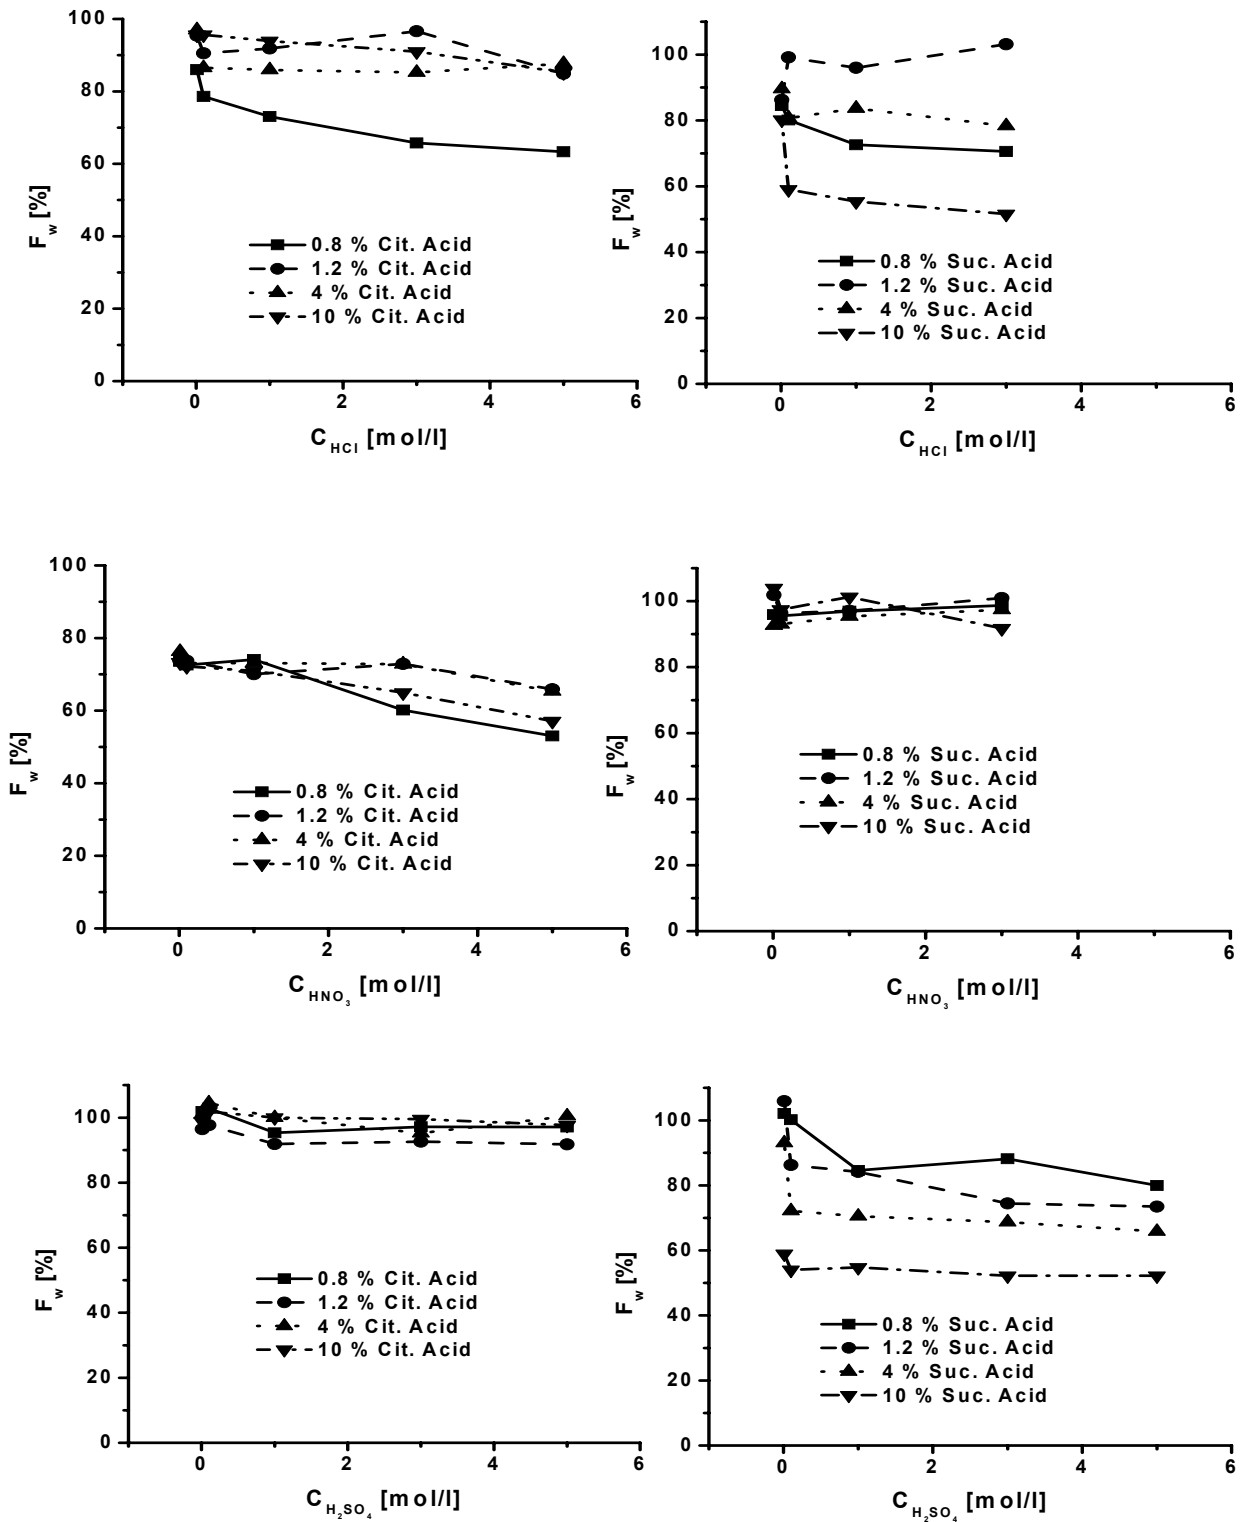 100
80
60
40
20
0
F_w [%]
0.8 % Cit. Acid
1.2 % Cit. Acid
4 % Cit. Acid
10 % Cit. Acid
0 2 4 6
C_HCl [mol/l]
100
80
60
40
20
0
F_w [%]
0.8 % Suc. Acid
1.2 % Suc. Acid
4 % Suc. Acid
10 % Suc. Acid
0 2 4 6
C_HCl [mol/l]
100
80
60
40
20
0
F_w [%]
0.8 % Cit. Acid
1.2 % Cit. Acid
4 % Cit. Acid
10 % Cit. Acid
0 2 4 6
C_HNO₃ [mol/l]
100
80
60
40
20
0
F_w [%]
0.8 % Suc. Acid
1.2 % Suc. Acid
4 % Suc. Acid
10 % Suc. Acid
0 2 4 6
C_HNO₃ [mol/l]
100
80
60
40
20
0
F_w [%]
0.8 % Cit. Acid
1.2 % Cit. Acid
4 % Cit. Acid
10 % Cit. Acid
0 2 4 6
C_H₂SO₄ [mol/l]
100
80
60
40
20
0
F_w [%]
0.8 % Suc. Acid
1.2 % Suc. Acid
4 % Suc. Acid
10 % Suc. Acid
0 2 4 6
C_H₂SO₄ [mol/l]